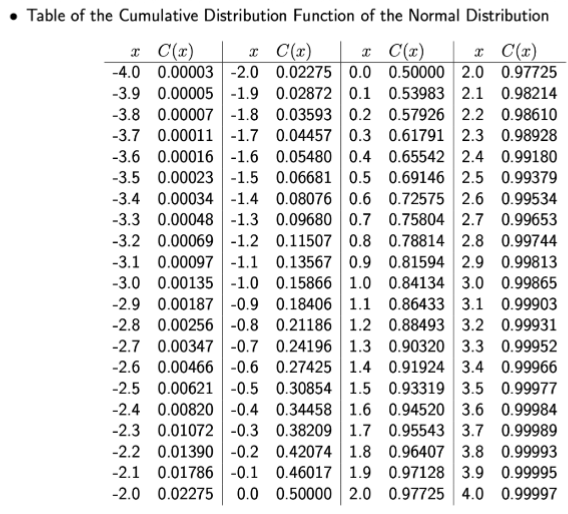 • Table of the Cumulative Distribution Function of the Normal Distribution
x C(x) x C(x) x C(x) x C(x)
-4.0 0.00003 -2.0 0.02275 0.0 0.50000 2.0 0.97725
-3.9 0.00005 -1.9 0.02872 0.1 0.53983 2.1 0.98214
-3.8 0.00007 -1.8 0.03593 0.2 0.57926 2.2 0.98610
-3.7 0.00011 -1.7 0.04457 0.3 0.61791 2.3 0.98928
-3.6 0.00016 -1.6 0.05480 0.4 0.65542 2.4 0.99180
-3.5 0.00023 -1.5 0.06681 0.5 0.69146 2.5 0.99379
-3.4 0.00034 -1.4 0.08076 0.6 0.72575 2.6 0.99534
-3.3 0.00048 -1.3 0.09680 0.7 0.75804 2.7 0.99653
-3.2 0.00069 -1.2 0.11507 0.8 0.78814 2.8 0.99744
-3.1 0.00097 -1.1 0.13567 0.9 0.81594 2.9 0.99813
-3.0 0.00135 -1.0 0.15866 1.0 0.84134 3.0 0.99865
-2.9 0.00187 -0.9 0.18406 1.1 0.86433 3.1 0.99903
-2.8 0.00256 -0.8 0.21186 1.2 0.88493 3.2 0.99931
-2.7 0.00347 -0.7 0.24196 1.3 0.90320 3.3 0.99952
-2.6 0.00466 -0.6 0.27425 1.4 0.91924 3.4 0.99966
-2.5 0.00621 -0.5 0.30854 1.5 0.93319 3.5 0.99977
-2.4 0.00820 -0.4 0.34458 1.6 0.94520 3.6 0.99984
-2.3 0.01072 -0.3 0.38209 1.7 0.95543 3.7 0.99989
-2.2 0.01390 -0.2 0.42074 1.8 0.96407 3.8 0.99993
-2.1 0.01786 -0.1 0.46017 1.9 0.97128 3.9 0.99995
-2.0 0.02275 0.0 0.50000 2.0 0.97725 4.0 0.99997